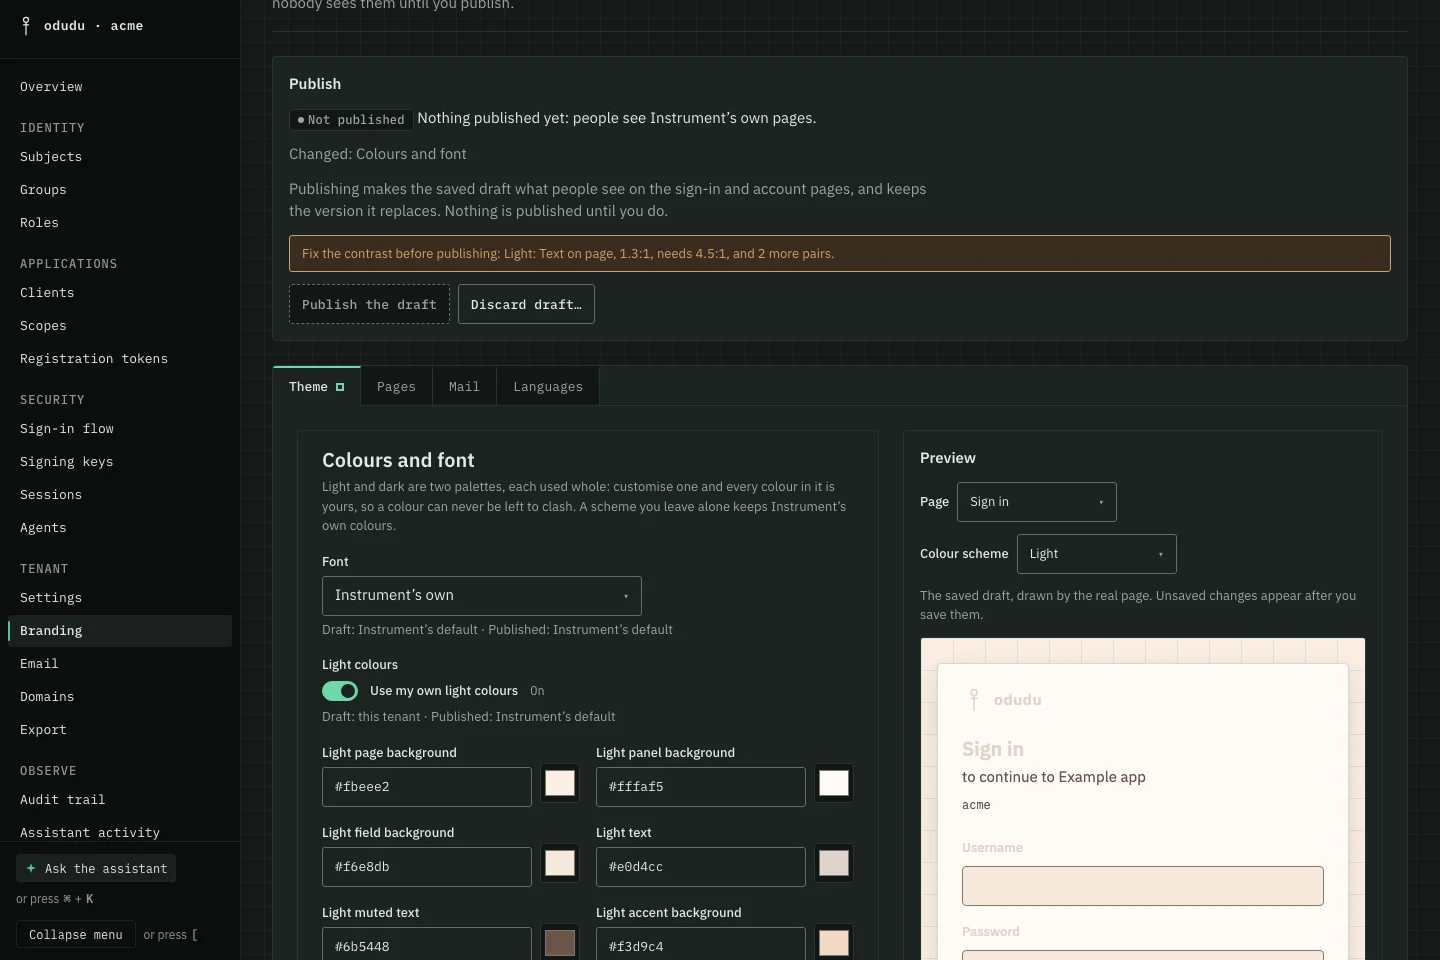 odudu · acme
Overview
IDENTITY
Subjects
Groups
Roles
APPLICATIONS
Clients
Scopes
Registration tokens
SECURITY
Sign-in flow
Signing keys
Sessions
Agents
TENANT
Settings
Branding
Email
Domains
Export
OBSERVE
Audit trail
Assistant activity
Ask the assistant
or press ⌘ + K
Collapse menu or press [
nobody sees them until you publish.
Publish
Not published Nothing published yet: people see Instrument’s own pages.
Changed: Colours and font
Publishing makes the saved draft what people see on the sign-in and account pages, and keeps
the version it replaces. Nothing is published until you do.
Fix the contrast before publishing: Light: Text on page, 1.3:1, needs 4.5:1, and 2 more pairs.
Publish the draft Discard draft…
Theme Pages Mail Languages
Colours and font
Light and dark are two palettes, each used whole: customise one and every colour in it is
yours, so a colour can never be left to clash. A scheme you leave alone keeps Instrument’s
own colours.
Font
Instrument’s own
Draft: Instrument’s default · Published: Instrument’s default
Light colours
Use my own light colours On
Draft: this tenant · Published: Instrument’s default
Light page background Light panel background
#fbeee2 #fffaf5
Light field background Light text
#f6e8db #e0d4cc
Light muted text Light accent background
#6b5448 #f3d9c4
Preview
Page Sign in
Colour scheme Light
The saved draft, drawn by the real page. Unsaved changes appear after you
save them.
odudu
Sign in
to continue to Example app
acme
Username
Password